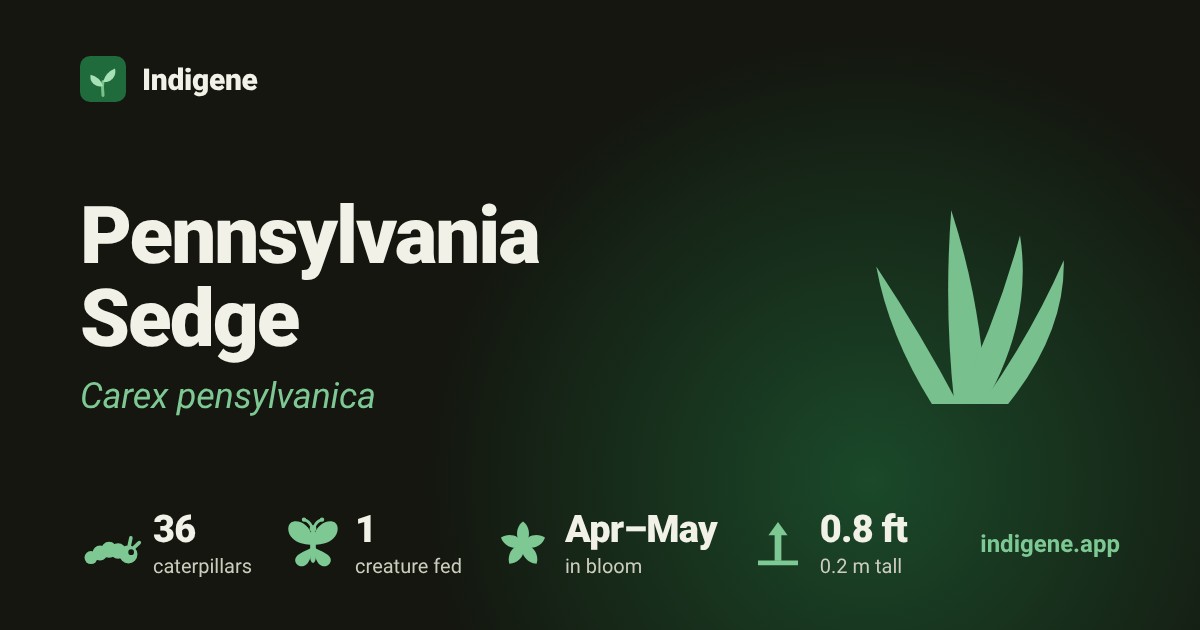 Indigene
Pennsylvania
Sedge
Carex pensylvanica
36
caterpillars
1
creature fed
Apr–May
in bloom
0.8 ft
0.2 m tall
indigene.app